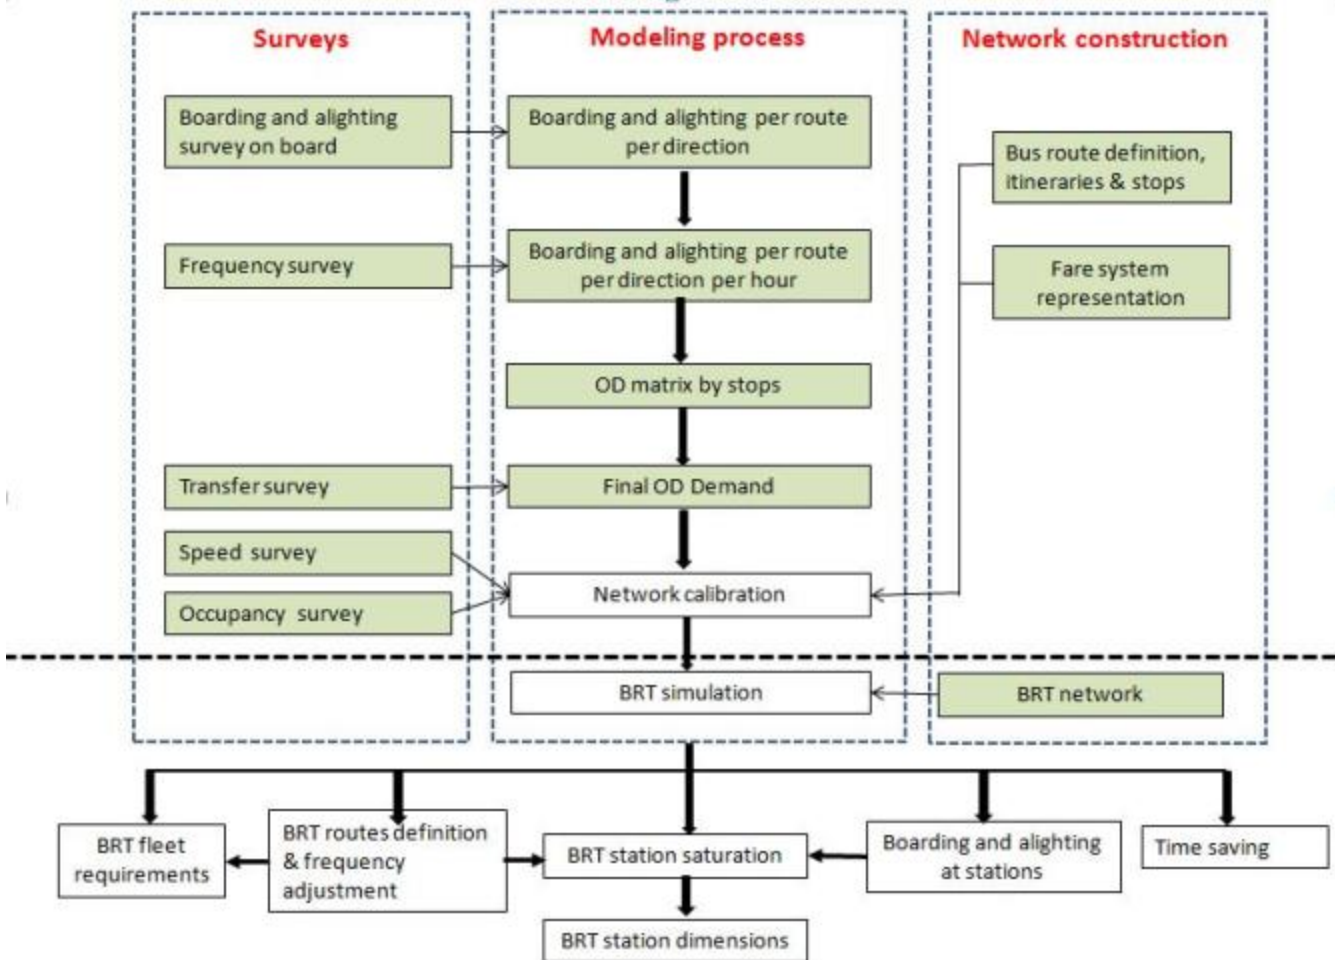 Surveys
Modeling process
Network construction
Boarding and alighting
survey on board
Boarding and alighting per route
per direction
Bus route definition,
itineraries & stops
Frequency survey
Boarding and alighting per route
per direction per hour
Fare system
representation
OD matrix by stops
Transfer survey
Final OD Demand
Speed survey
Network calibration
Occupancy survey
BRT simulation
BRT network
BRT fleet
requirements
BRT routes definition
& frequency
adjustment
BRT station saturation
Boarding and alighting
at stations
Time saving
BRT station dimensions